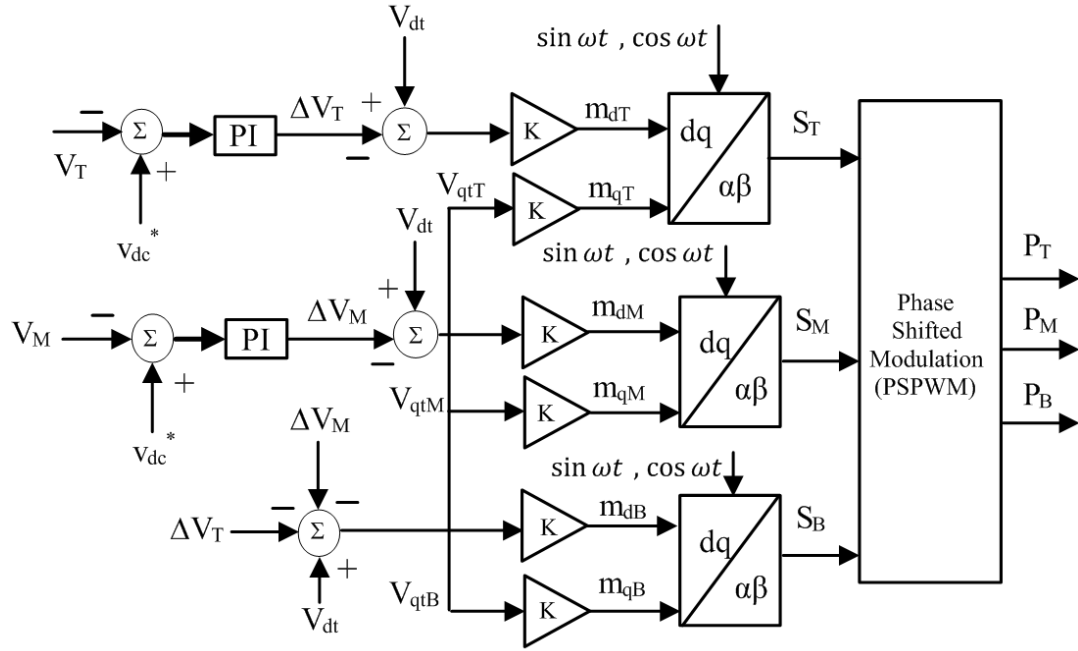 V_dt
sin ωt , cos ωt
− Σ PI ΔV_T + Σ K m_dT dq S_T
V_T + − αβ
v_dc*
V_qtT K m_qT
V_dt
sin ωt , cos ωt
P_T
V_M − Σ PI ΔV_M + Σ K m_dM dq S_M
+ − αβ
Phase
Shifted
Modulation
(PSPWM)
P_M
v_dc*
V_qtM K m_qM
P_B
ΔV_M
sin ωt , cos ωt
ΔV_T − − Σ K m_dB dq S_B
+ αβ
V_dt
V_qtB K m_qB